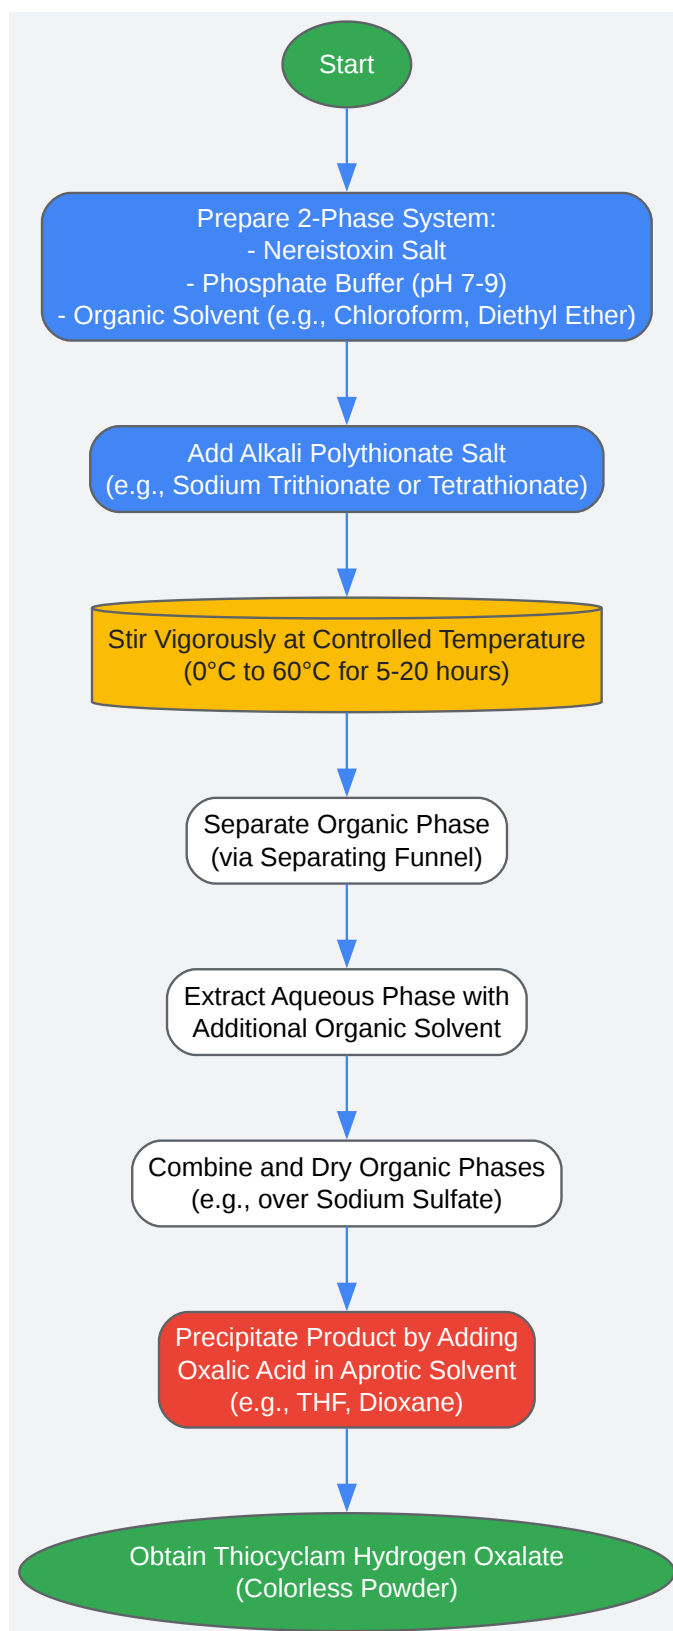 Start
Prepare 2-Phase System:
- Nereistoxin Salt
- Phosphate Buffer (pH 7-9)
- Organic Solvent (e.g., Chloroform, Diethyl Ether)
Add Alkali Polythionate Salt
(e.g., Sodium Trithionate or Tetrathionate)
Stir Vigorously at Controlled Temperature
(0°C to 60°C for 5-20 hours)
Separate Organic Phase
(via Separating Funnel)
Extract Aqueous Phase with
Additional Organic Solvent
Combine and Dry Organic Phases
(e.g., over Sodium Sulfate)
Precipitate Product by Adding
Oxalic Acid in Aprotic Solvent
(e.g., THF, Dioxane)
Obtain Thiocyclam Hydrogen Oxalate
(Colorless Powder)